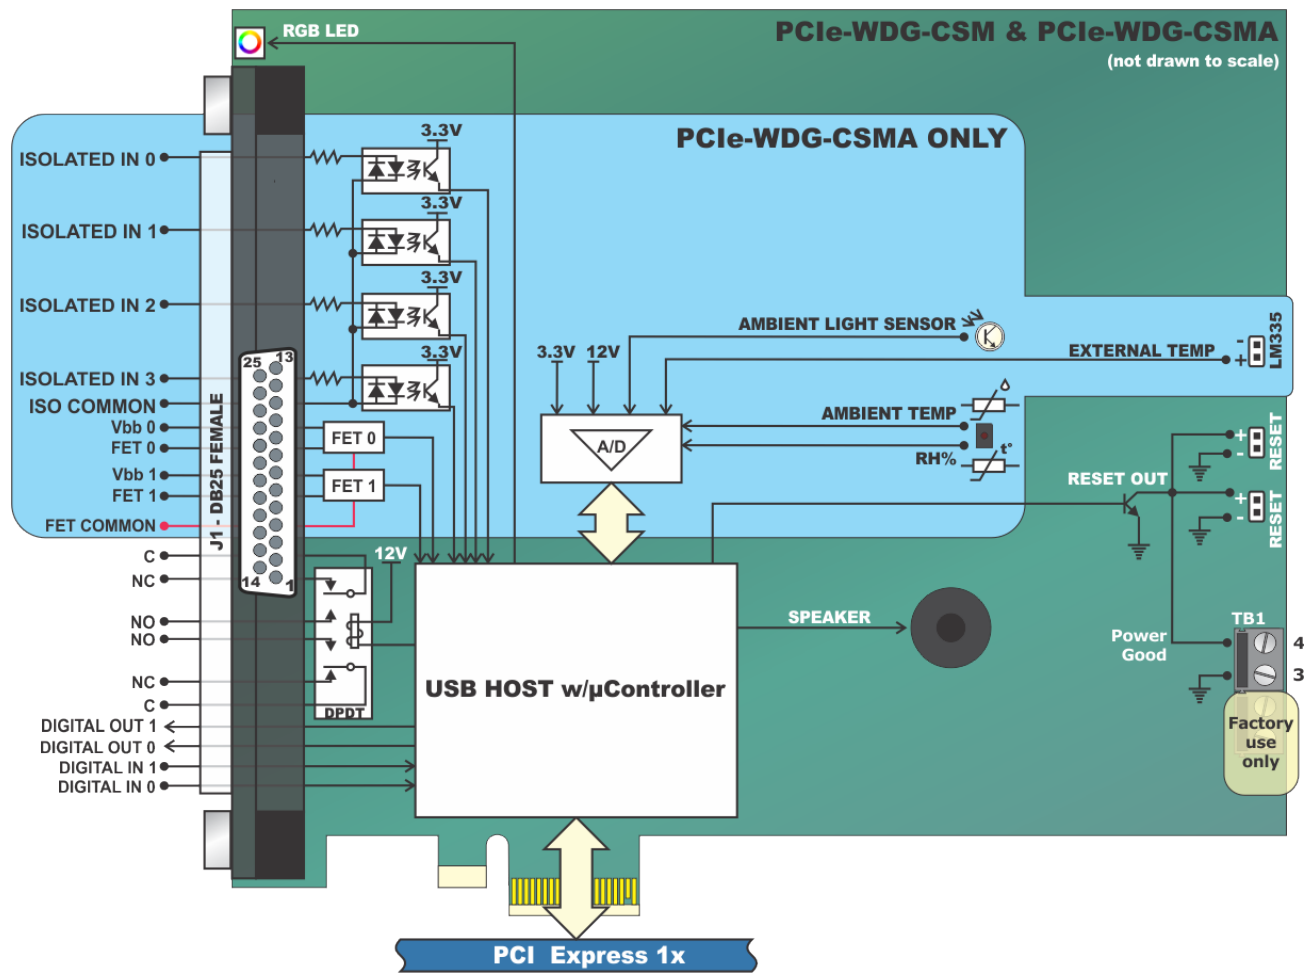 RGB LED
PCIe-WDG-CSM & PCIe-WDG-CSMA
(not drawn to scale)
PCIe-WDG-CSMA ONLY
3.3V
ISOLATED IN 0
3.3V
ISOLATED IN 1
3.3V
ISOLATED IN 2
3.3V
ISOLATED IN 3
ISO COMMON
Vbb 0
FET 0
Vbb 1
FET 1
FET COMMON
C
NC
NO
NO
NC
C
DIGITAL OUT 1
DIGITAL OUT 0
DIGITAL IN 1
DIGITAL IN 0
J1 - DB25 FEMALE
25
13
14
1
FET 0
FET 1
12V
DPDT
AMBIENT LIGHT SENSOR
3.3V
12V
EXTERNAL TEMP
-
+
LM335
AMBIENT TEMP
RH%
t°
A/D
RESET OUT
+
-
RESET
+
-
RESET
SPEAKER
USB HOST w/µController
TB1
Power
Good
4
3
Factory
use
only
PCI Express 1x